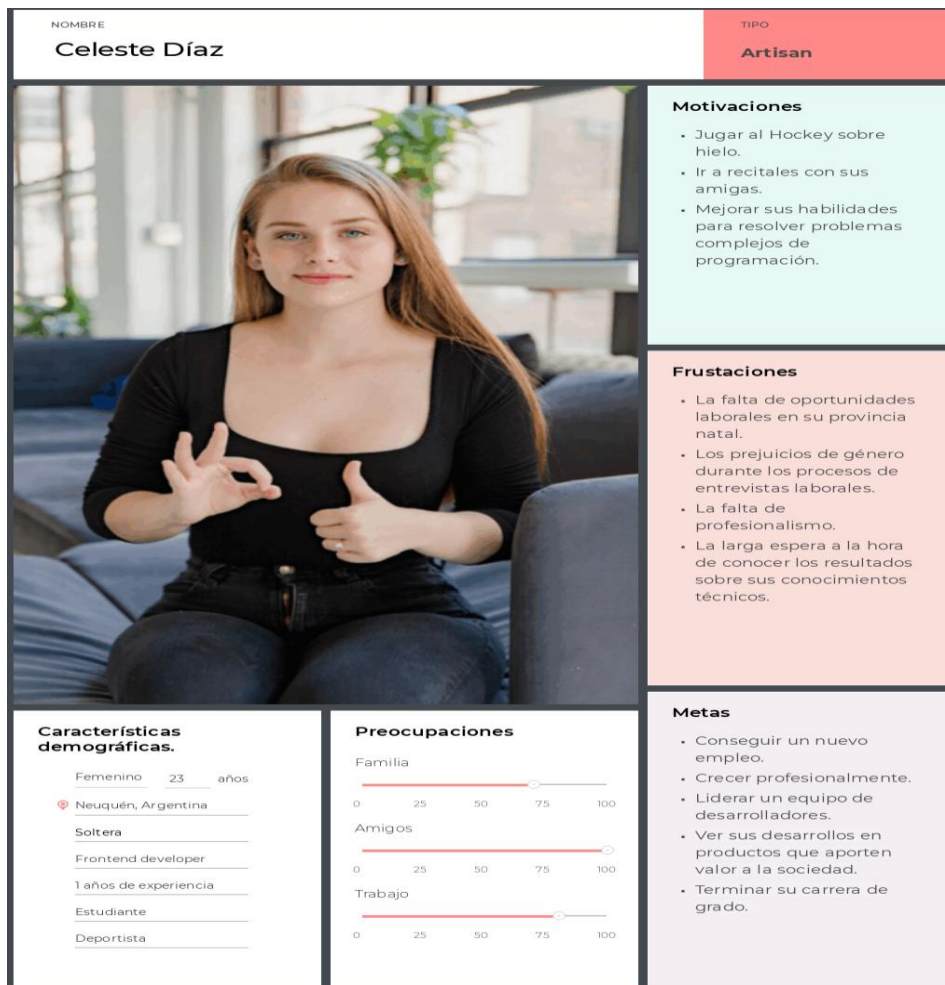 NOMBRE
Celeste Díaz
TIPO
Artisan
Motivaciones
• Jugar al Hockey sobre
hielo.
• Ir a recitales con sus
amigas.
• Mejorar sus habilidades
para resolver problemas
complejos de
programación.
Frustaciones
• La falta de oportunidades
laborales en su provincia
natal.
• Los prejuicios de género
durante los procesos de
entrevistas laborales.
• La falta de
profesionalismo.
• La larga espera a la hora
de conocer los resultados
sobre sus conocimientos
técnicos.
Metas
• Conseguir un nuevo
empleo.
• Crecer profesionalmente.
• Liderar un equipo de
desarrolladores.
• Ver sus desarrollos en
productos que aporten
valor a la sociedad.
• Terminar su carrera de
grado.
Características
demográficas.
Femenino 23 años
Neuquén, Argentina
Soltera
Frontend developer
1 años de experiencia
Estudiante
Deportista
Preocupaciones
Familia
0 25 50 75 100
Amigos
0 25 50 75 100
Trabajo
0 25 50 75 100